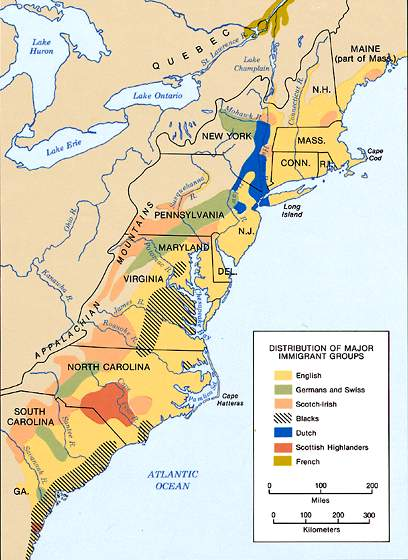 Lake
Huron
QUEBEC
St. Lawrence R.
Lake
Champlain
MAINE
(part of Mass.)
Lake Ontario
Connecticut R.
N.H.
Mohawk R.
NEW YORK
MASS.
Lake Erie
CONN.
R.I.
Cape
Cod
Susquehanna
R.
Long
Island
Ohio R.
PENNSYLVANIA
N.J.
APPALACHIAN MOUNTAINS
MARYLAND
Potomac R.
DEL.
Kanawha R.
VIRGINIA
Chesapeake Bay
James R.
Roanoke R.
NORTH CAROLINA
Cape Fear R.
Pamlico Sd.
Cape
Hatteras
SOUTH
CAROLINA
Santee R.
Savannah R.
GA.
ATLANTIC
OCEAN
DISTRIBUTION OF MAJOR
IMMIGRANT GROUPS
English
Germans and Swiss
Scotch-Irish
Blacks
Dutch
Scottish Highlanders
French
0 100 200
Miles
0 100 200 300
Kilometers